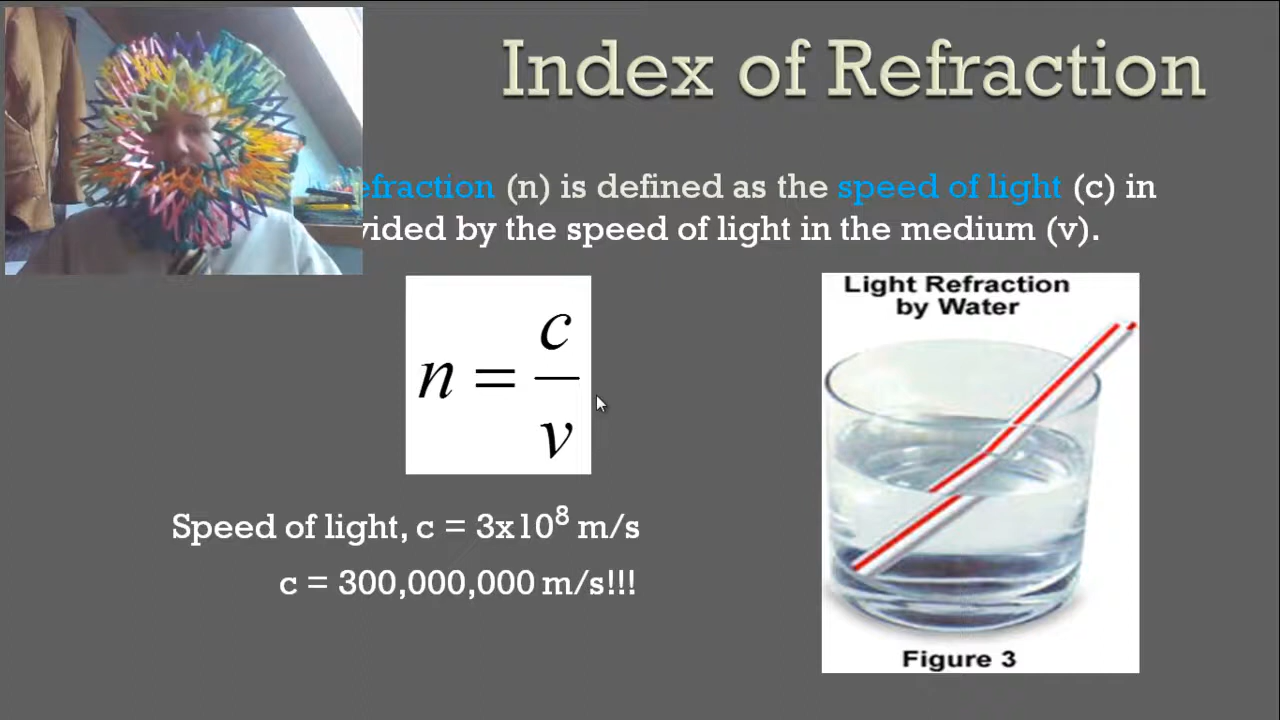 Index of Refraction
efraction (n) is defined as the speed of light (c) in
vided by the speed of light in the medium (v).
n = c/v
Speed of light, c = 3x10⁸ m/s
c = 300,000,000 m/s!!!
Light Refraction
by Water
Figure 3